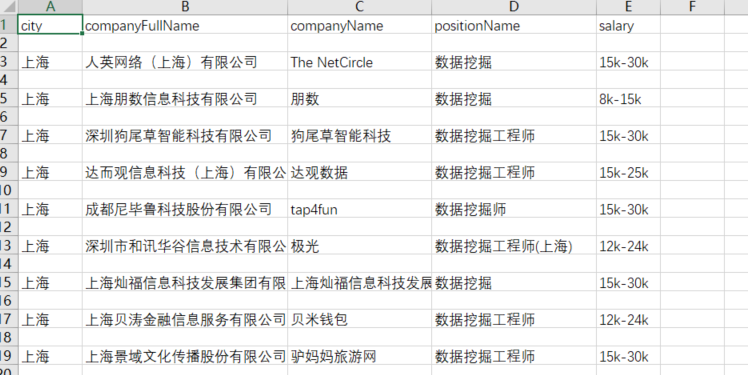 A B C D E F
1 city companyFullName companyName positionName salary
2
3 上海 人英网络（上海）有限公司 The NetCircle 数据挖掘 15k-30k
4
5 上海 上海朋数信息科技有限公司 朋数 数据挖掘 8k-15k
6
7 上海 深圳狗尾草智能科技有限公司 狗尾草智能科技 数据挖掘工程师 15k-30k
8
9 上海 达而观信息科技（上海）有限公 达观数据 数据挖掘工程师 15k-25k
10
11 上海 成都尼毕鲁科技股份有限公司 tap4fun 数据挖掘师 15k-30k
12
13 上海 深圳市和讯华谷信息技术有限公 极光 数据挖掘工程师(上海) 12k-24k
14
15 上海 上海灿福信息科技发展集团有限 上海灿福信息科技发展 数据挖掘 15k-30k
16
17 上海 上海贝涛金融信息服务有限公司 贝米钱包 数据挖掘工程师 12k-24k
18
19 上海 上海景域文化传播股份有限公司 驴妈妈旅游网 数据挖掘工程师 15k-30k
20